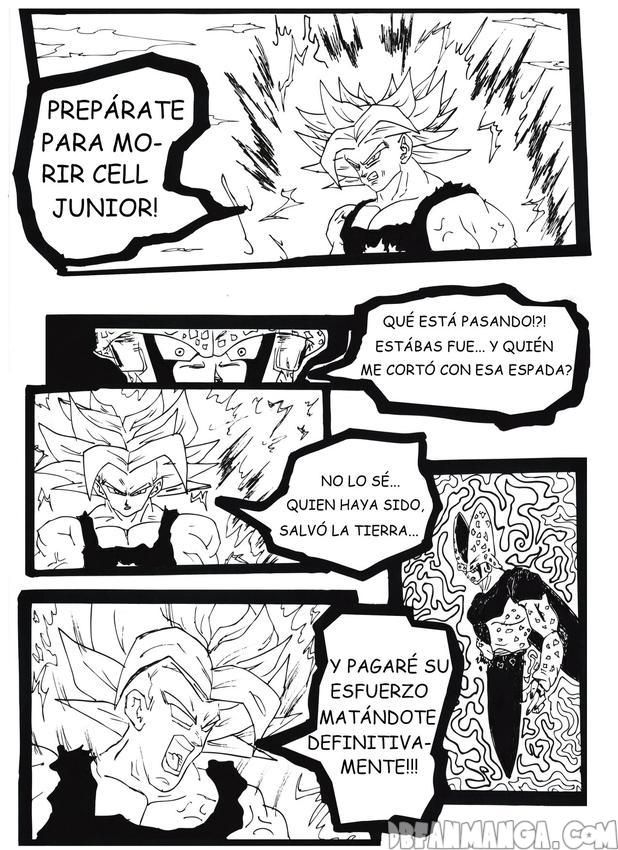 PREPÁRATE
PARA MO-
RIR CELL
JUNIOR!
QUÉ ESTÁ PASANDO!?!
ESTÁBAS FUE... Y QUIÉN
ME CORTÓ CON ESA ESPADA?
NO LO SÉ...
QUIEN HAYA SIDO,
SALVÓ LA TIERRA...
Y PAGARÉ SU
ESFUERZO
MATÁNDOTE
DEFINITIVA-
MENTE!!!
DBFANMANGA.COM